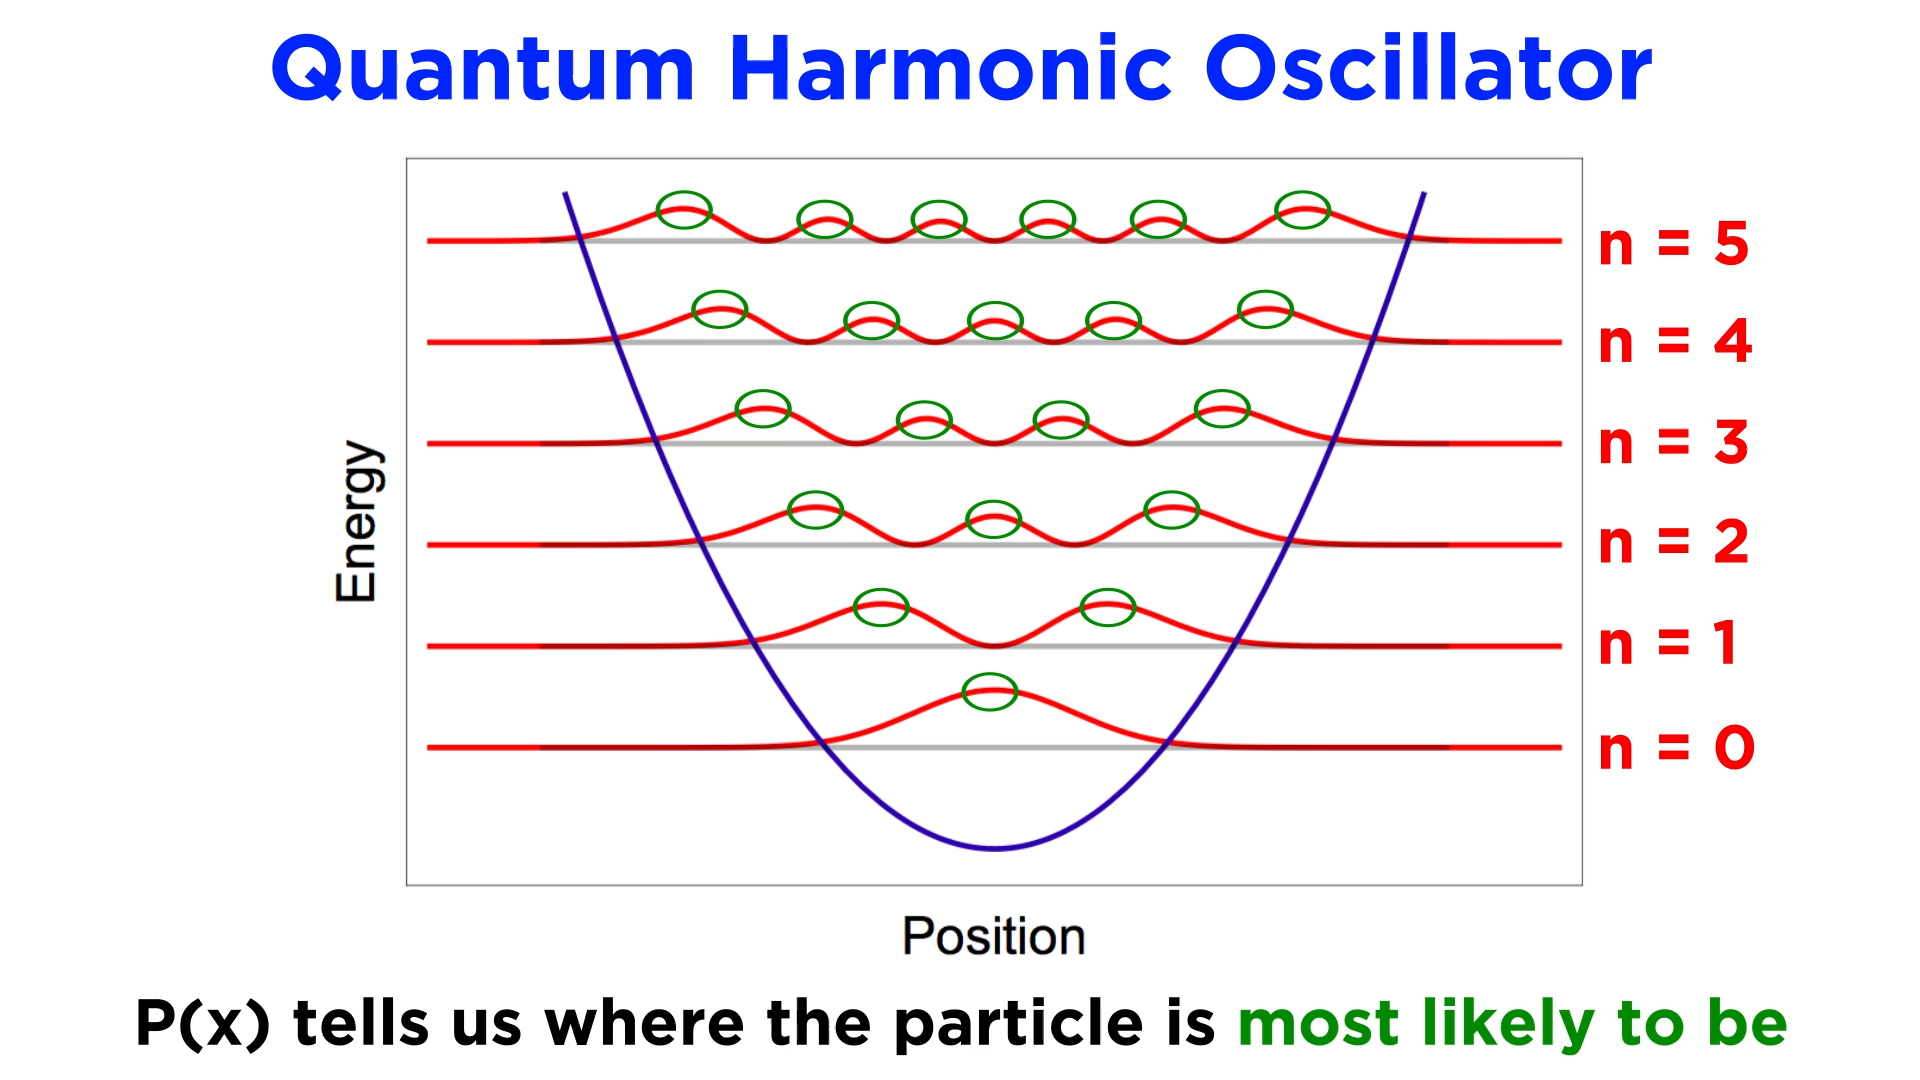 Quantum Harmonic Oscillator
n = 5
n = 4
n = 3
n = 2
n = 1
n = 0
Energy
Position
P(x) tells us where the particle is most likely to be